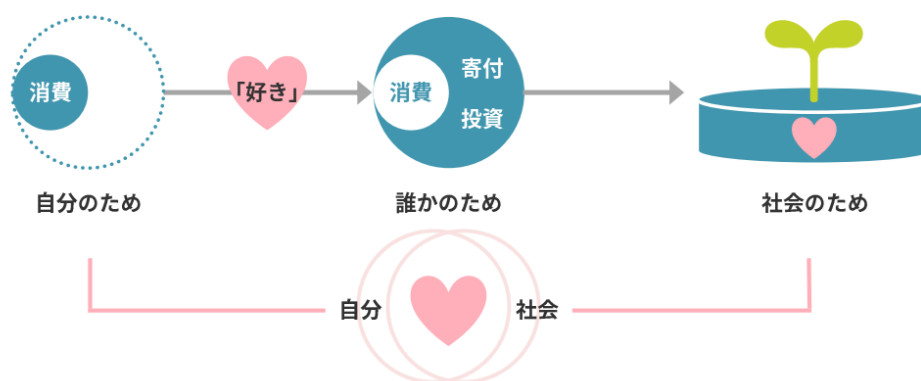 消費
「好き」
消費
寄付
投資
自分のため
誰かのため
社会のため
自分
社会